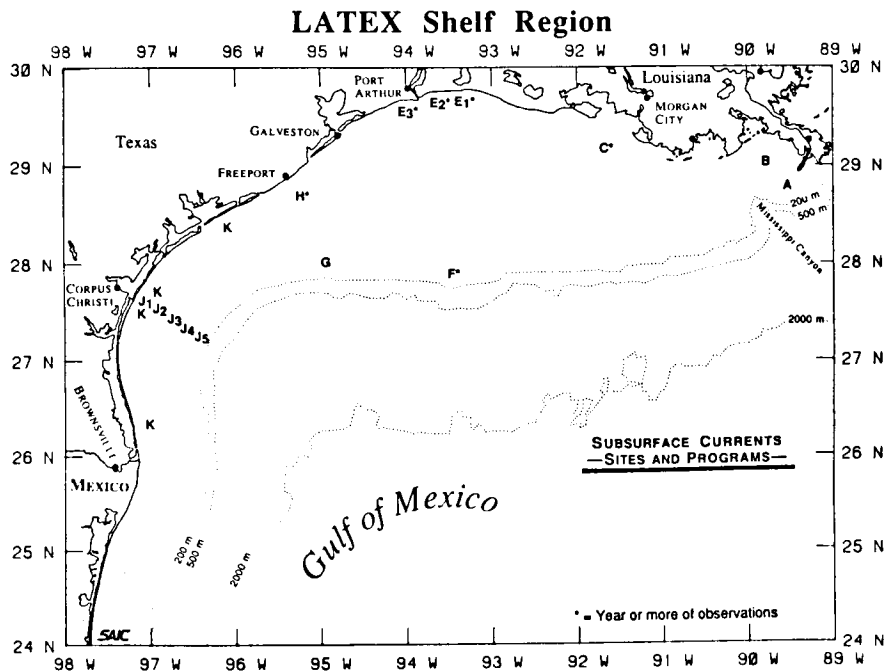 LATEX Shelf Region
98 W 97 W 96 W 95 W 94 W 93 W 92 W 91 W 90 W 89 W
30 N
30 N
PORT ARTHUR
Louisiana
E3* E2* E1*
MORGAN CITY
Texas
GALVESTON
29 N
29 N
C*
B
FREEPORT
A
H*
200 m
500 m
K
Mississippi Canyon
28 N
28 N
G
F*
CORPUS CHRISTI
K
J1 J2 J3 J4 J5
K
2000 m
27 N
27 N
BROWNSVILLE
K
SUBSURFACE CURRENTS
—SITES AND PROGRAMS—
26 N
26 N
MEXICO
Gulf of Mexico
25 N
25 N
200 m
500 m
2000 m
* = Year or more of observations
SAIC
24 N
24 N
98 W 97 W 96 W 95 W 94 W 93 W 92 W 91 W 90 W 89 W